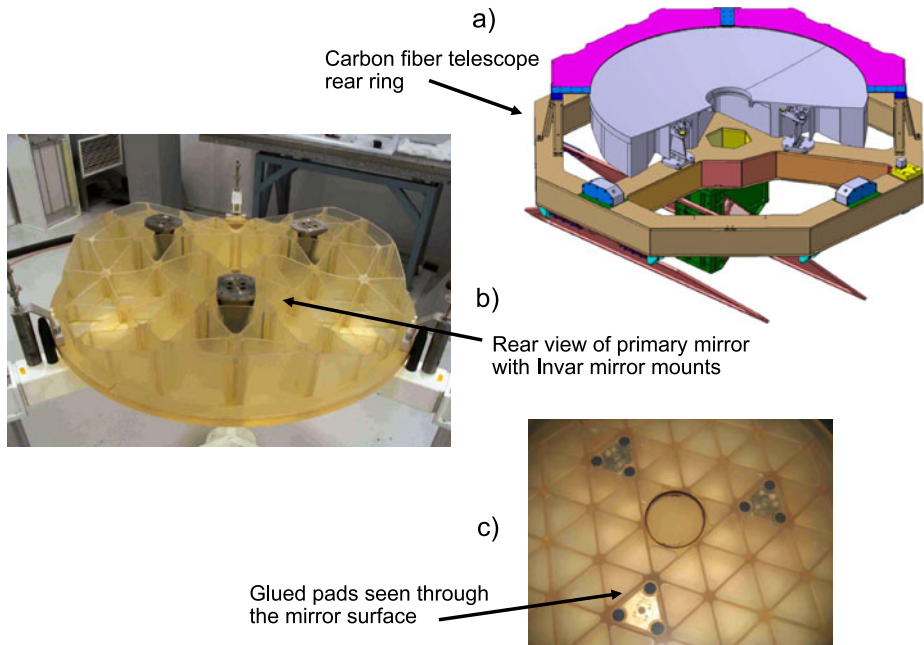 a)
Carbon fiber telescope
rear ring
b)
Rear view of primary mirror
with Invar mirror mounts
c)
Glued pads seen through
the mirror surface